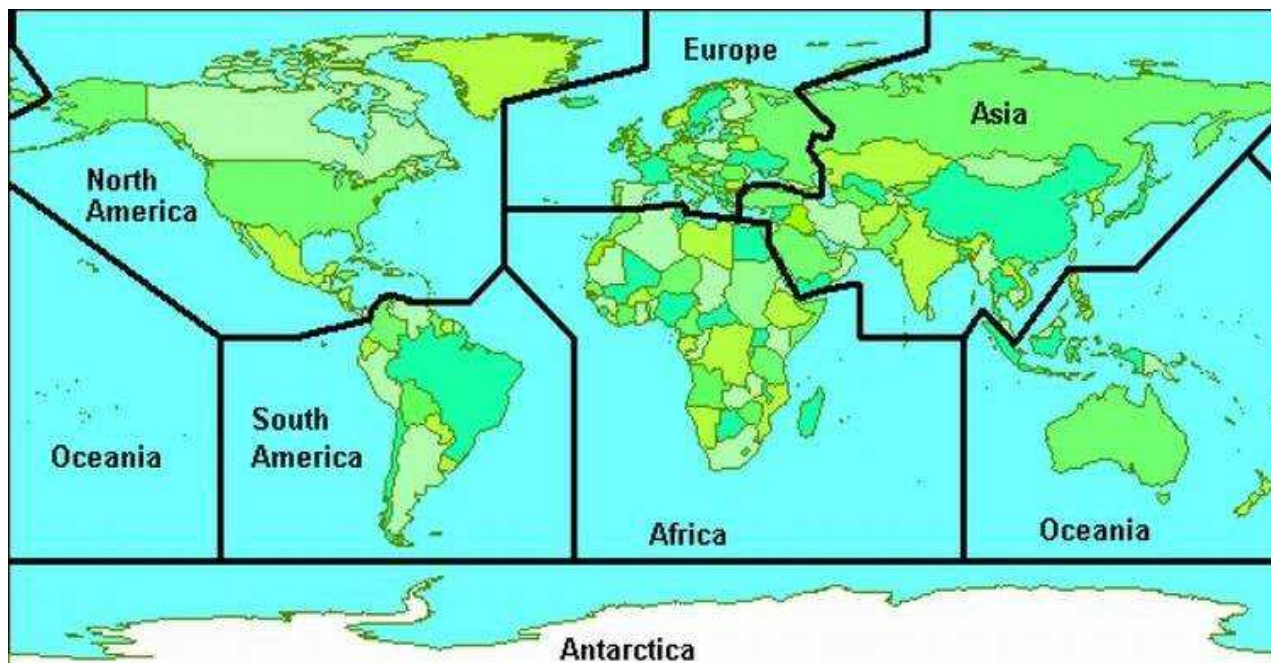 Europe
Asia
North
America
South
America
Oceania
Africa
Oceania
Antarctica